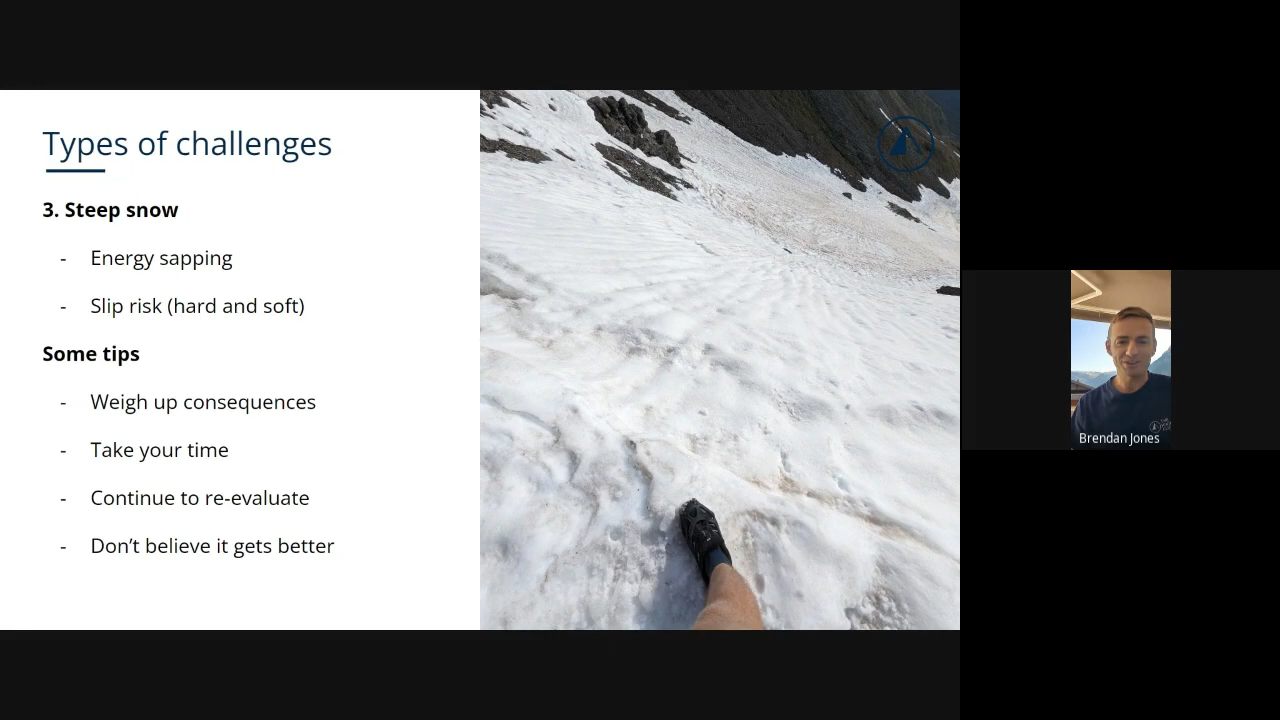 Types of challenges
3. Steep snow
- Energy sapping
- Slip risk (hard and soft)
Some tips
- Weigh up consequences
- Take your time
- Continue to re-evaluate
- Don’t believe it gets better
Brendan Jones